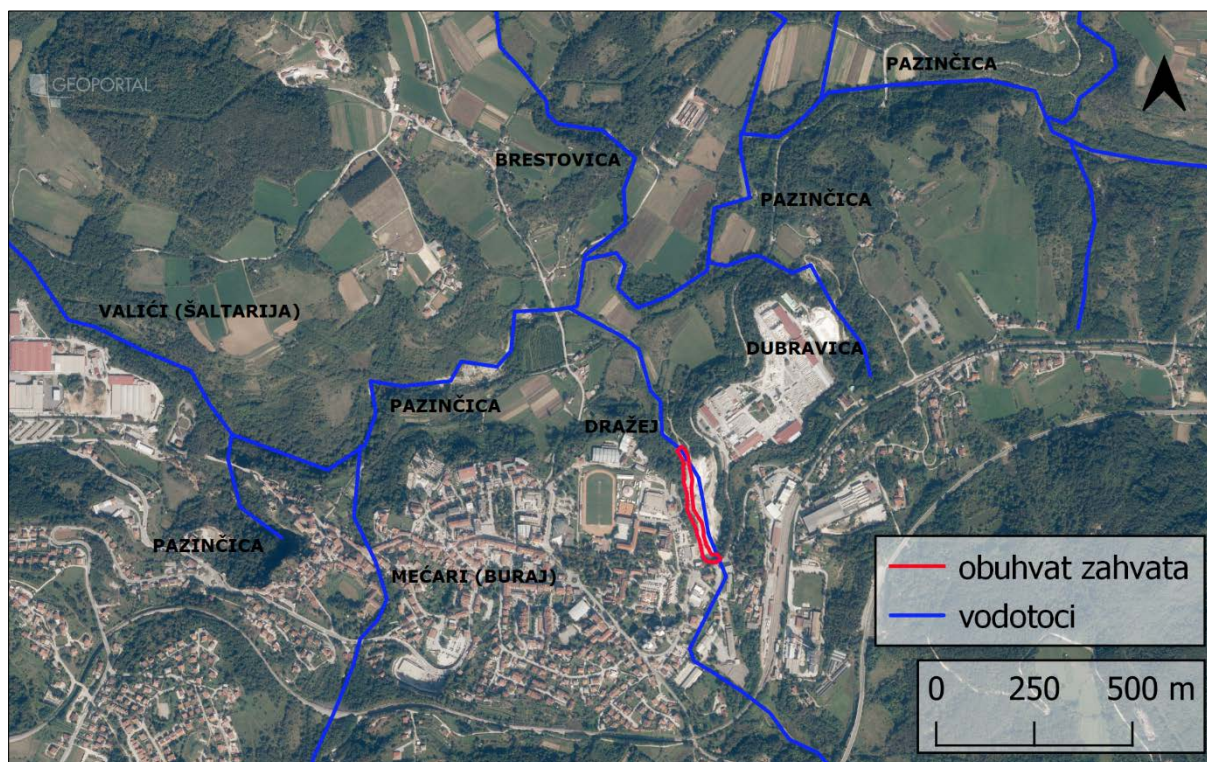 PAZINČICA
GEOPORTAL
BRESTOVICA
PAZINČICA
VALIĆI (ŠALTARIJA)
DUBRAVICA
PAZINČICA
DRAŽEJ
PAZINČICA
MEĆARI (BURAJ)
obuhvat zahvata
vodotoci
0 250 500 m